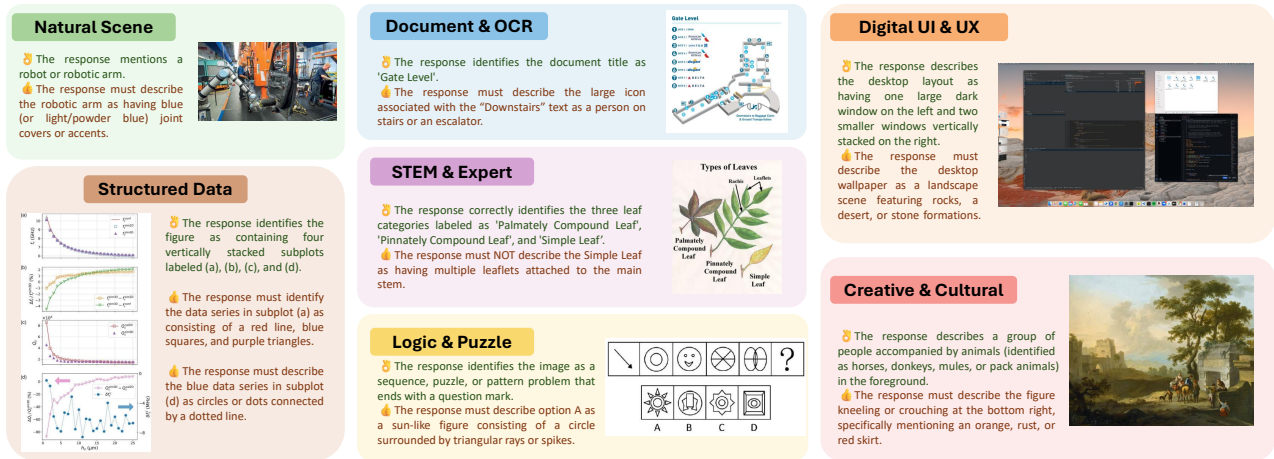 Natural Scene
👌The response mentions a
robot or robotic arm.
👍The response must describe
the robotic arm as having blue
(or light/powder blue) joint
covers or accents.
Structured Data
👌The response identifies the
figure as containing four
vertically stacked subplots
labeled (a), (b), (c), and (d).
👍The response must identify
the data series in subplot (a) as
consisting of a red line, blue
squares, and purple triangles.
👍The response must describe
the blue data series in subplot
(d) as circles or dots connected
by a dotted line.
(a)
(b)
(c)
(d)
0 5 10 15 20 25
Document & OCR
👌The response identifies the document title as
'Gate Level'.
👍The response must describe the large icon
associated with the “Downstairs” text as a person on
stairs or an escalator.
Gate Level
DELTA
STEM & Expert
👌The response correctly identifies the three leaf
categories labeled as 'Palmately Compound Leaf',
'Pinnately Compound Leaf', and 'Simple Leaf'.
👍The response must NOT describe the Simple Leaf
as having multiple leaflets attached to the main
stem.
Types of Leaves
Rachis
Leaflets
Palmately
Compound
Leaf
Pinnately
Compound
Leaf
Simple
Leaf
Logic & Puzzle
👌The response identifies the image as a
sequence, puzzle, or pattern problem that
ends with a question mark.
👍The response must describe option A as
a sun-like figure consisting of a circle
surrounded by triangular rays or spikes.
?
A B C D
Digital UI & UX
👌The response describes
the desktop layout as
having one large dark
window on the left and two
smaller windows vertically
stacked on the right.
👍The response must
describe the desktop
wallpaper as a landscape
scene featuring rocks, a
desert, or stone formations.
Creative & Cultural
👌The response describes a group of
people accompanied by animals (identified
as horses, donkeys, mules, or pack animals)
in the foreground.
👍The response must describe the figure
kneeling or crouching at the bottom right,
specifically mentioning an orange, rust, or
red skirt.